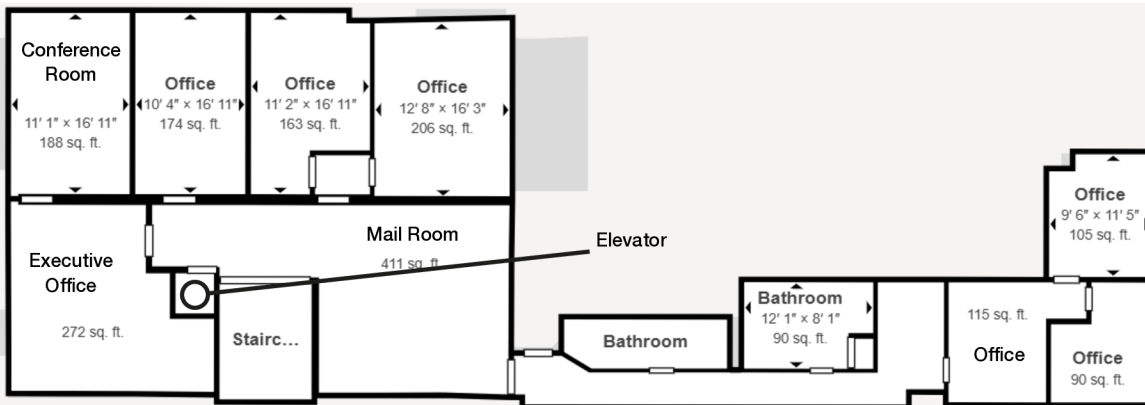 Conference
Room
11' 1" × 16' 11"
188 sq. ft.
Office
10' 4" × 16' 11"
174 sq. ft.
Office
11' 2" × 16' 11"
163 sq. ft.
Office
12' 8" × 16' 3"
206 sq. ft.
Executive
Office
272 sq. ft.
Mail Room
411 sq. ft.
Elevator
Stairc...
Bathroom
Bathroom
12' 1" × 8' 1"
90 sq. ft.
Office
9' 6" × 11' 5"
105 sq. ft.
115 sq. ft.
Office
Office
90 sq. ft.